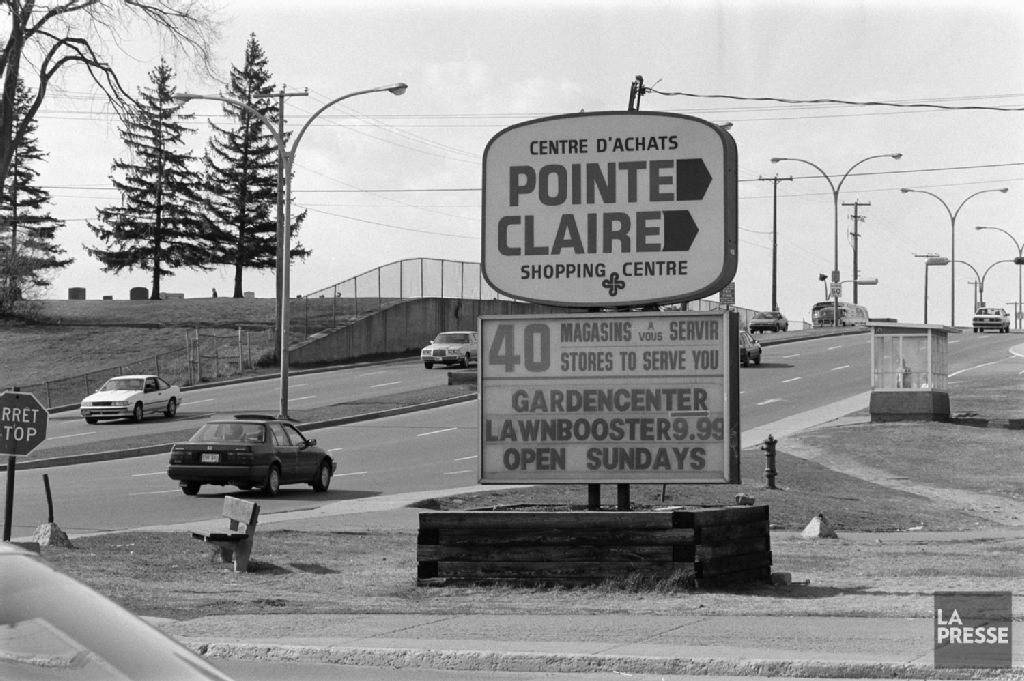 CENTRE D'ACHATS
POINTE
CLAIRE
SHOPPING CENTRE
40 MAGASINS À VOUS SERVIR
STORES TO SERVE YOU
GARDENCENTER
LAWNBOOSTER 9.99
OPEN SUNDAYS
RRET
TOP
LA
PRESSE